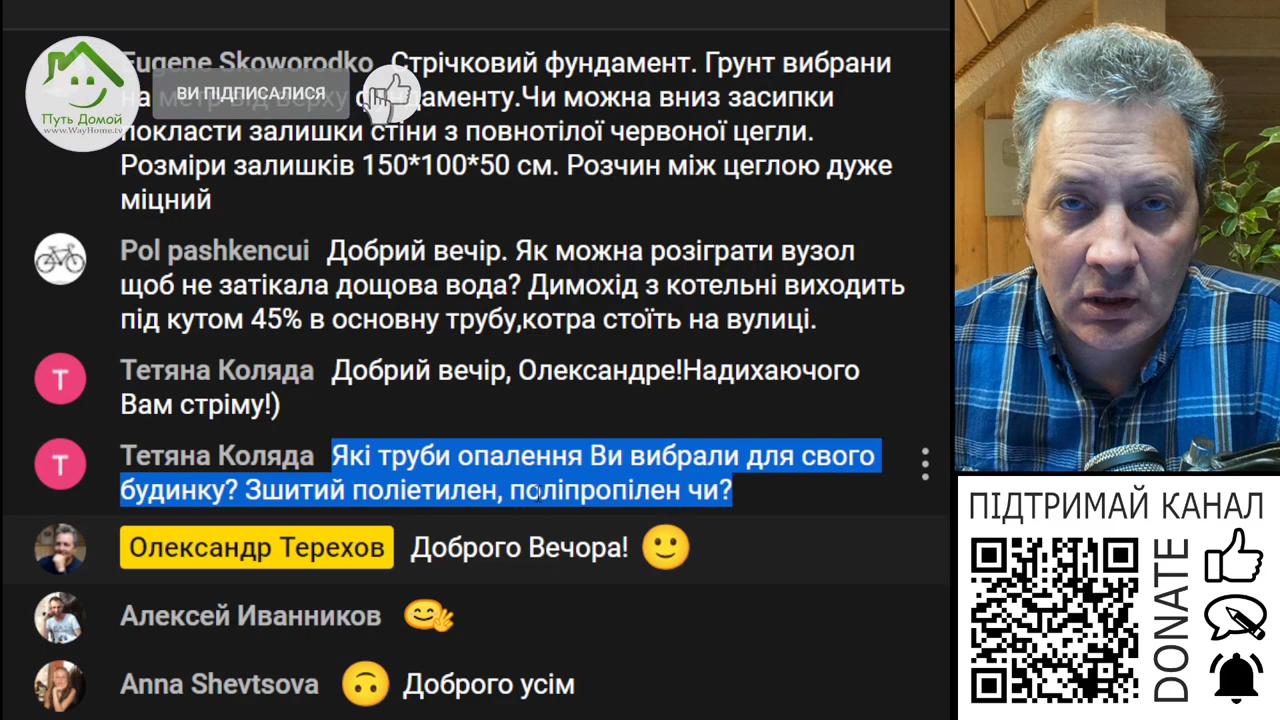 Eugene Skoworodko Стрічковий фундамент. Грунт вибрани
на метр від верху фундаменту.Чи можна вниз засипки
покласти залишки стіни з повнотілої червоної цегли.
Розміри залишків 150*100*50 см. Розчин між цеглою дуже
міцний
ВИ ПІДПИСАЛИСЯ
Путь Домой
www.WayHome.tv
Pol pashkencui Добрий вечір. Як можна розіграти вузол
щоб не затікала дощова вода? Димохід з котельні виходить
під кутом 45% в основну трубу,котра стоїть на вулиці.
Т
Тетяна Коляда Добрий вечір, Олександре!Надихаючого
Вам стріму!)
Т
Тетяна Коляда Які труби опалення Ви вибрали для свого
будинку? Зшитий поліетилен, поліпропілен чи?
Олександр Терехов Доброго Вечора!
Алексей Иванников
Anna Shevtsova Доброго усім
ПІДТРИМАЙ КАНАЛ
DONATE